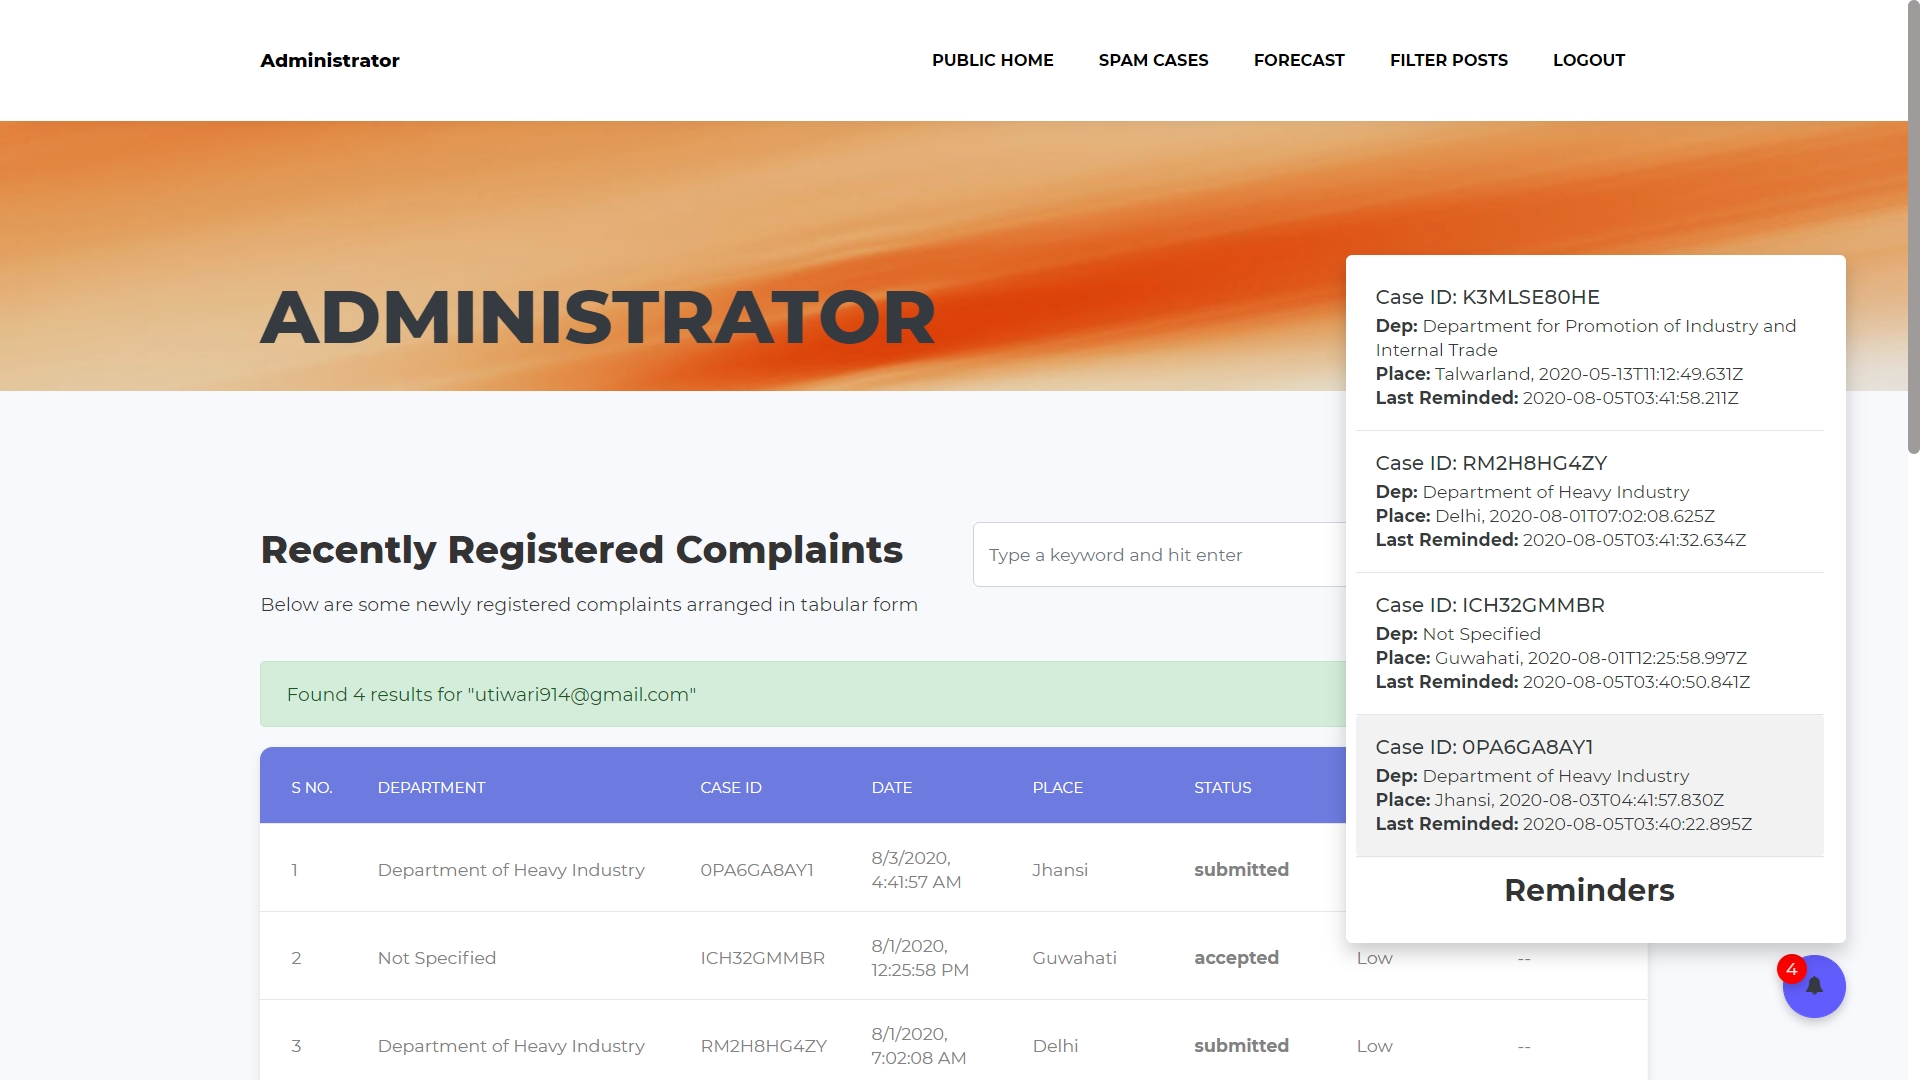 Administrator
PUBLIC HOME
SPAM CASES
FORECAST
FILTER POSTS
LOGOUT
ADMINISTRATOR
Recently Registered Complaints
Below are some newly registered complaints arranged in tabular form
Type a keyword and hit enter
Found 4 results for "utiwari914@gmail.com"
S NO. DEPARTMENT CASE ID DATE PLACE STATUS
1 Department of Heavy Industry 0PA6GA8AY1 8/3/2020, 4:41:57 AM Jhansi submitted
2 Not Specified ICH32GMMBR 8/1/2020, 12:25:58 PM Guwahati accepted Low --
3 Department of Heavy Industry RM2H8HG4ZY 8/1/2020, 7:02:08 AM Delhi submitted Low --
Case ID: K3MLSE80HE
Dep: Department for Promotion of Industry and
Internal Trade
Place: Talwarland, 2020-05-13T11:12:49.631Z
Last Reminded: 2020-08-05T03:41:58.211Z
Case ID: RM2H8HG4ZY
Dep: Department of Heavy Industry
Place: Delhi, 2020-08-01T07:02:08.625Z
Last Reminded: 2020-08-05T03:41:32.634Z
Case ID: ICH32GMMBR
Dep: Not Specified
Place: Guwahati, 2020-08-01T12:25:58.997Z
Last Reminded: 2020-08-05T03:40:50.841Z
Case ID: 0PA6GA8AY1
Dep: Department of Heavy Industry
Place: Jhansi, 2020-08-03T04:41:57.830Z
Last Reminded: 2020-08-05T03:40:22.895Z
Reminders
4